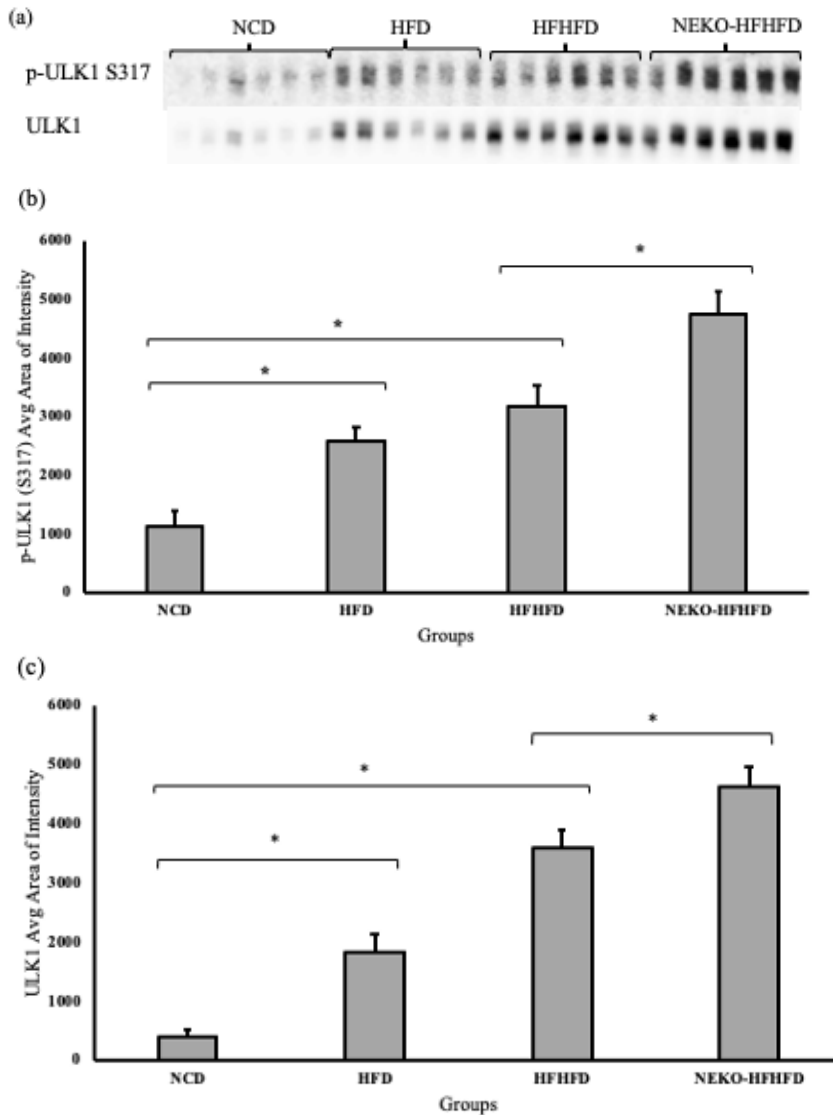 (a)
NCD HFD HFHFD NEKO-HFHFD
p-ULK1 S317
ULK1
(b)
p-ULK1 (S317) Avg Area of Intensity
6000
5000
4000
3000
2000
1000
0
*
*
*
NCD HFD HFHFD NEKO-HFHFD
Groups
(c)
ULK1 Avg Area of Intensity
6000
5000
4000
3000
2000
1000
0
*
*
*
NCD HFD HFHFD NEKO-HFHFD
Groups